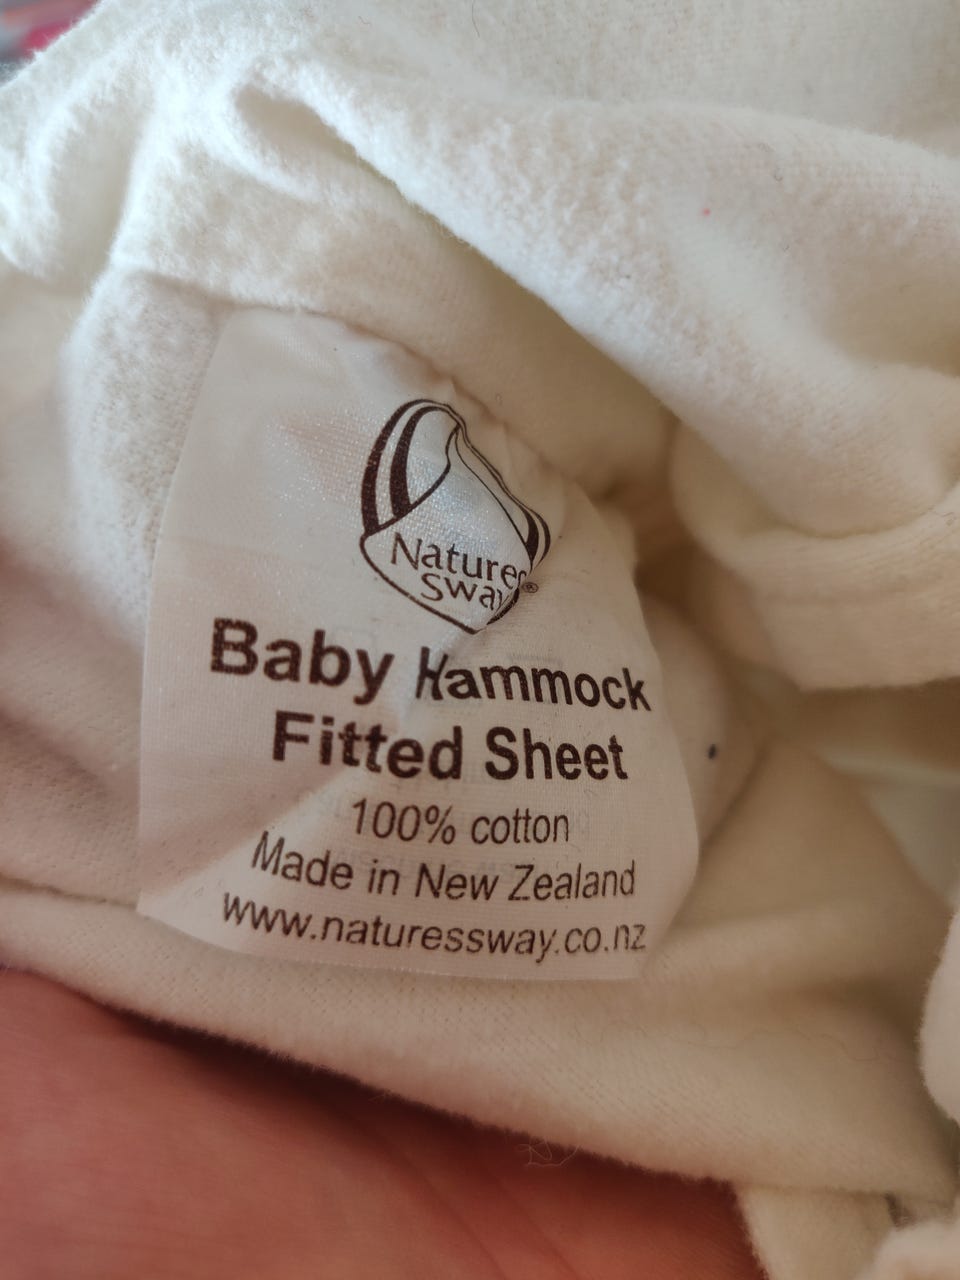 Natures
Sway®
Baby Hammock
Fitted Sheet
100% cotton
Made in New Zealand
www.naturessway.co.nz